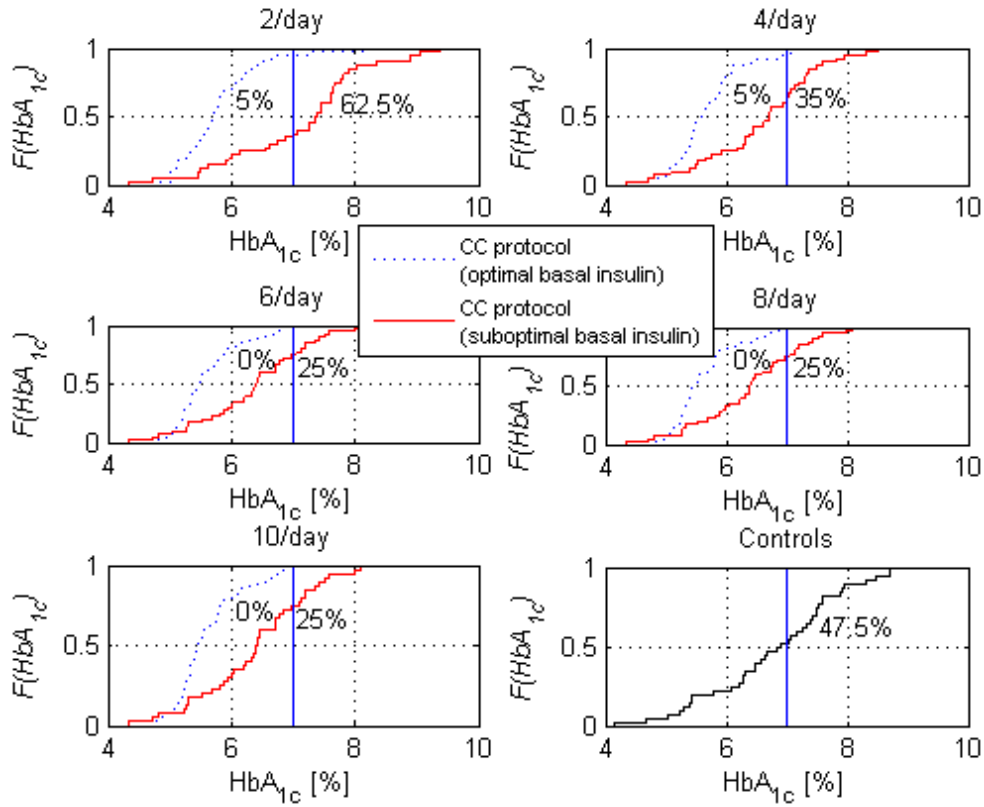 2/day
4/day
1
0.5
0
F(HbA1c)
5%
62.5%
4
6
8
10
HbA1c [%]
1
0.5
0
F(HbA1c)
5%
35%
4
6
8
10
HbA1c [%]
CC protocol
(optimal basal insulin)
CC protocol
(suboptimal basal insulin)
6/day
8/day
1
0.5
0
F(HbA1c)
0%
25%
4
6
8
10
HbA1c [%]
1
0.5
0
F(HbA1c)
0%
25%
4
6
8
10
HbA1c [%]
10/day
Controls
1
0.5
0
F(HbA1c)
0%
25%
4
6
8
10
HbA1c [%]
1
0.5
0
F(HbA1c)
47.5%
4
6
8
10
HbA1c [%]